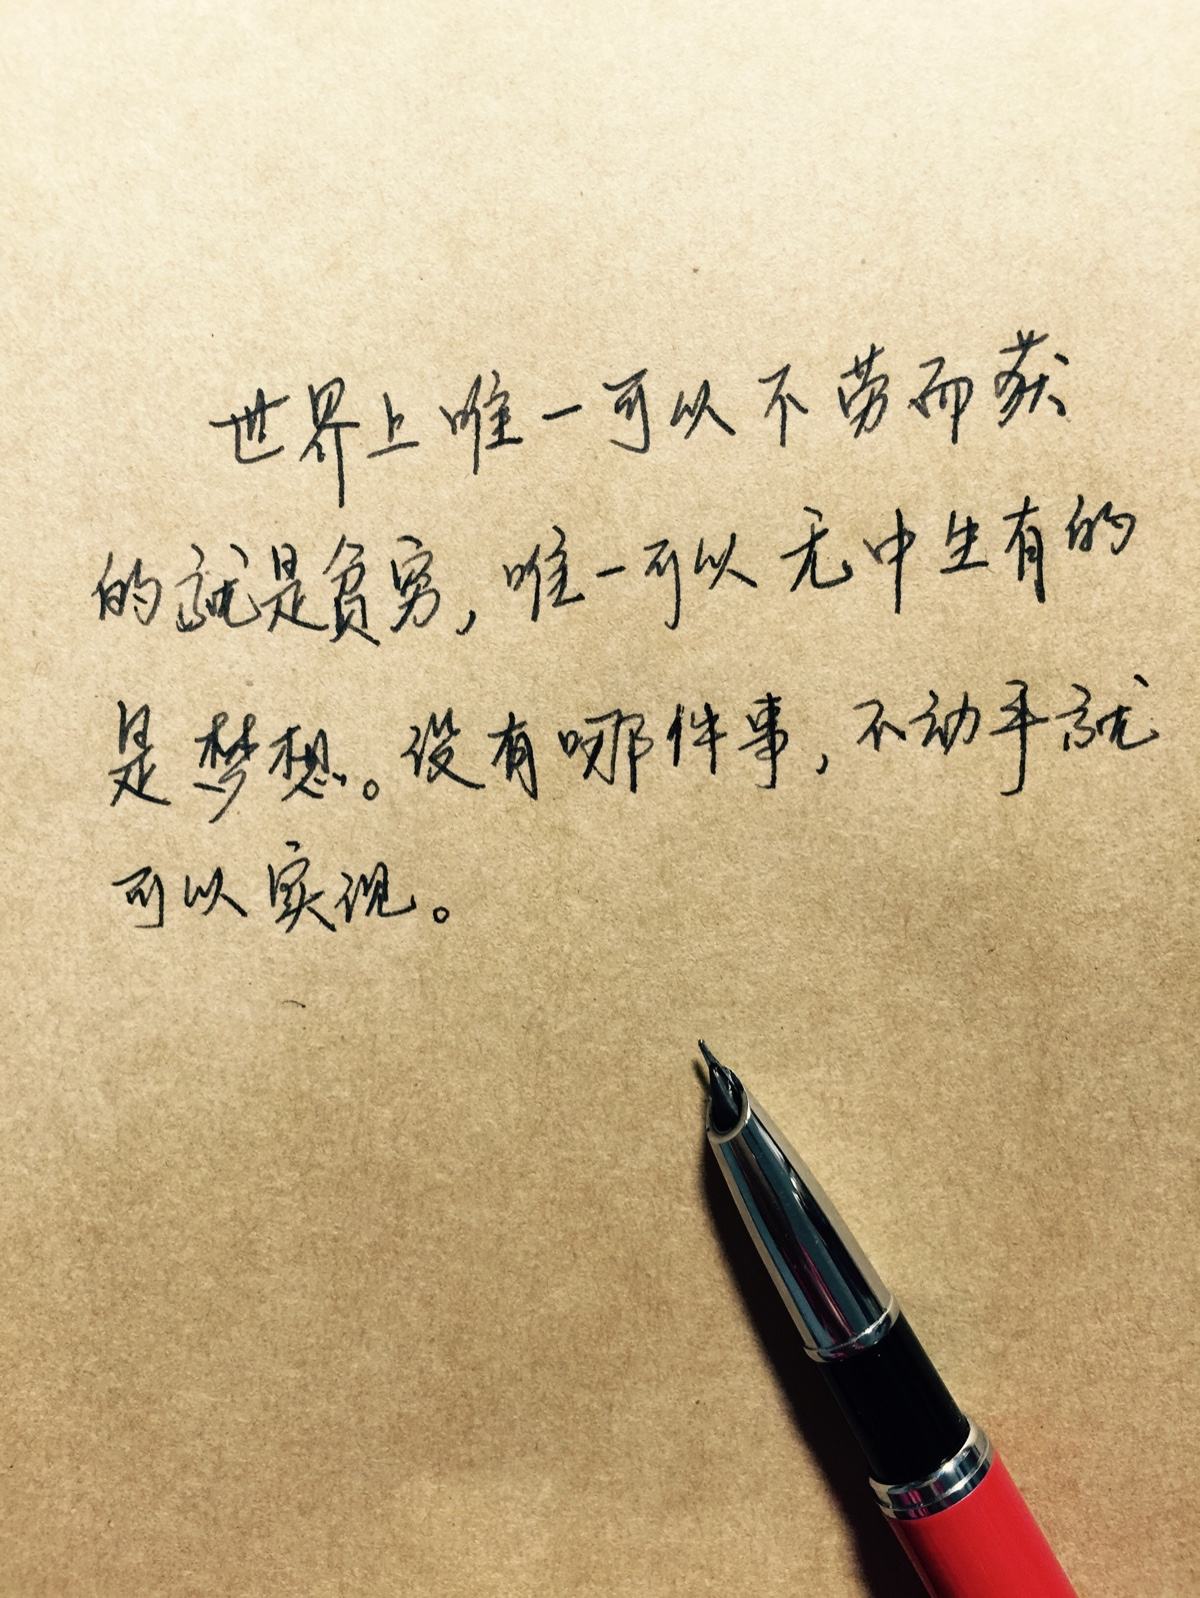 世界上唯一可以不劳而获
的就是贫穷，唯一可以无中生有的
是梦想。没有哪件事，不动手就
可以实现。